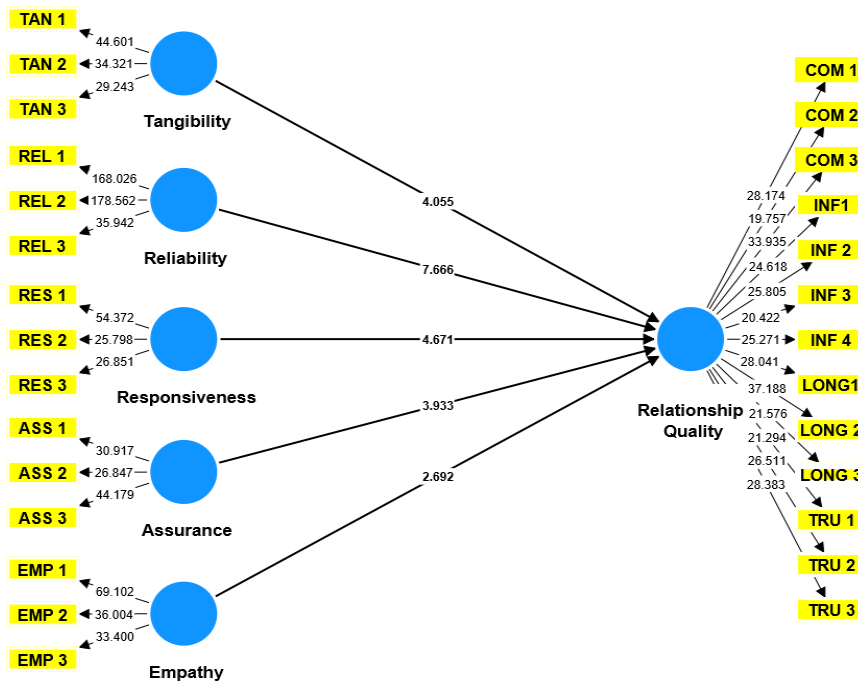 TAN 1
44.601
TAN 2
34.321
29.243
TAN 3
Tangibility
REL 1
168.026
REL 2
178.562
35.942
REL 3
Reliability
RES 1
54.372
RES 2
25.798
26.851
RES 3
Responsiveness
ASS 1
30.917
ASS 2
26.847
44.179
ASS 3
Assurance
EMP 1
69.102
EMP 2
36.004
33.400
EMP 3
Empathy
4.055
7.666
4.671
3.933
2.692
Relationship
Quality
28.174
19.757
33.935
24.618
25.805
20.422
25.271
28.041
37.188
21.576
21.294
26.511
28.383
COM 1
COM 2
COM 3
INF1
INF 2
INF 3
INF 4
LONG1
LONG 2
LONG 3
TRU 1
TRU 2
TRU 3